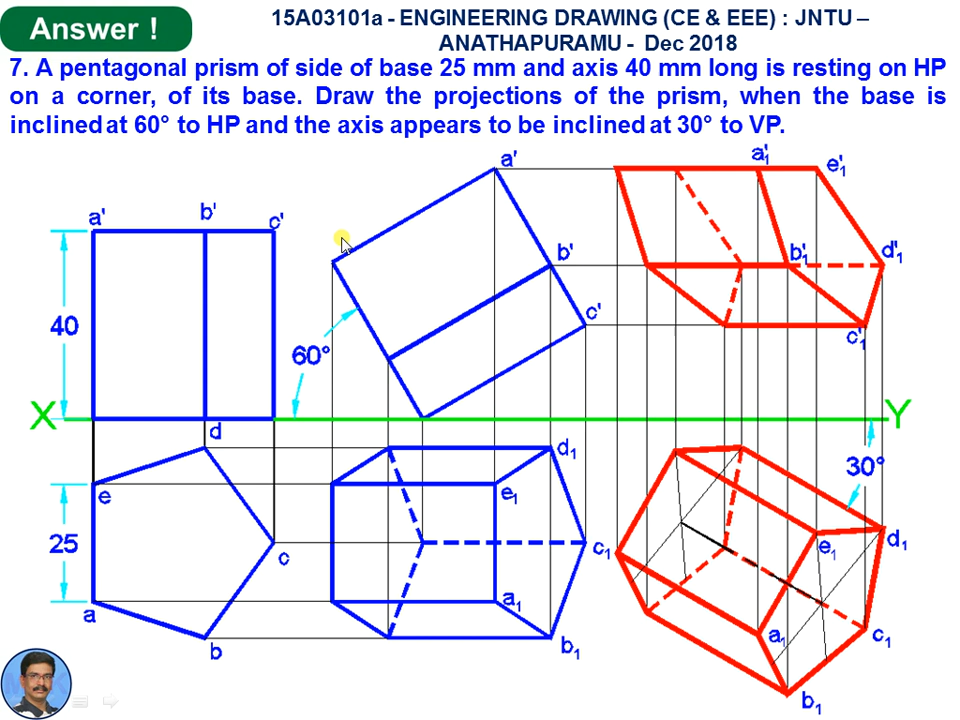 Answer !
15A03101a - ENGINEERING DRAWING (CE & EEE) : JNTU –
ANATHAPURAMU - Dec 2018
7. A pentagonal prism of side of base 25 mm and axis 40 mm long is resting on HP
on a corner, of its base. Draw the projections of the prism, when the base is
inclined at 60° to HP and the axis appears to be inclined at 30° to VP.
a' b' c'
a'
b'
c'
a'1 e'1
b'1 d'1
c'1
40
60°
X Y
d
e
25
c
a
b
d1
e1
c1
a1
b1
30°
d1
e1
c1
a1
b1